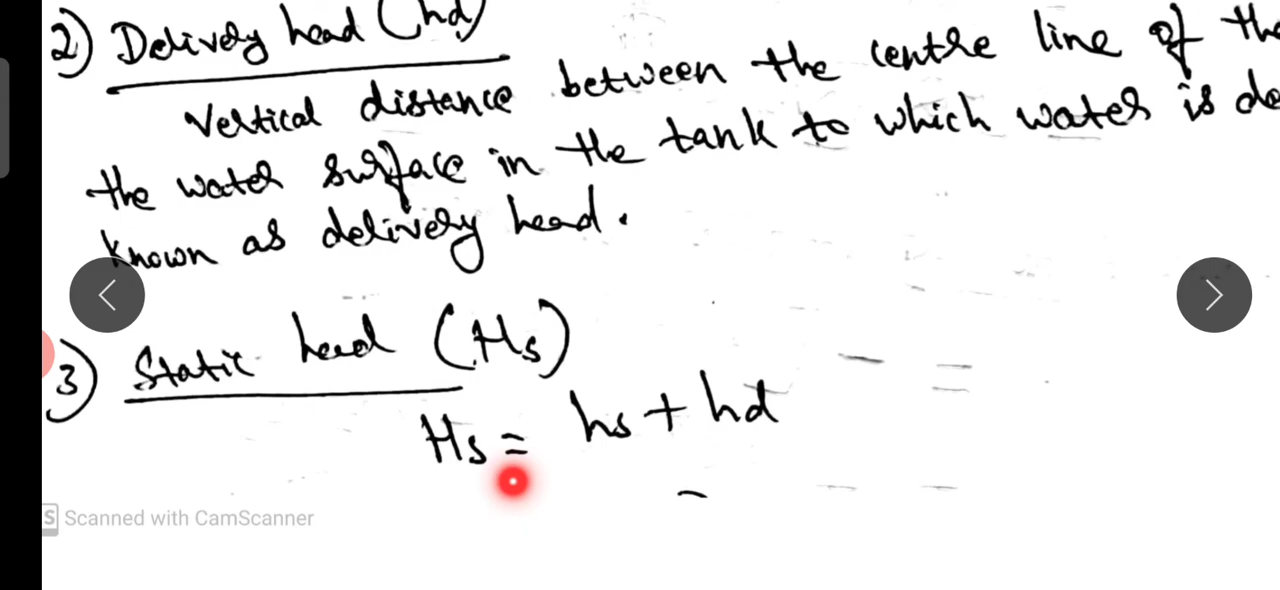 2) Delivery head (hd)
Vertical distance between the centre line of the
the water surface in the tank to which water is de
known as delivery head.
3) Static head (Hs)
Hs = hs + hd
S Scanned with CamScanner